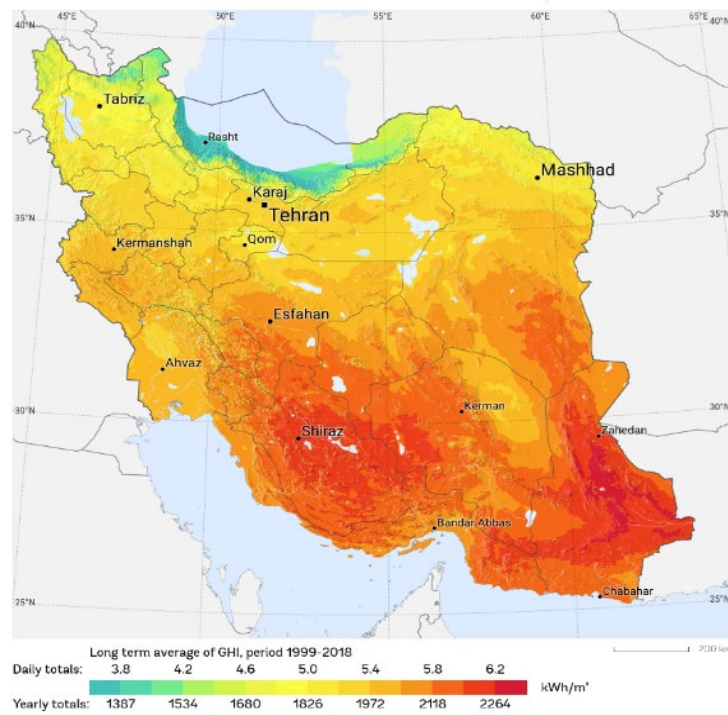 55°E 60°E 65°E
45°E 50°E
40°N 40°N
Tabriz
Rasht
Mashhad
Karaj
Tehran
35°N 35°N
Kermanshah
Qom
Esfahan
Ahvaz
30°N 30°N
Kerman
Shiraz
Zahedan
Bandar Abbas
Chabahar
25°N 25°N
200 km
Long term average of GHI, period 1999-2018
Daily totals: 3.8 4.2 4.6 5.0 5.4 5.8 6.2
kWh/m²
Yearly totals: 1387 1534 1680 1826 1972 2118 2264